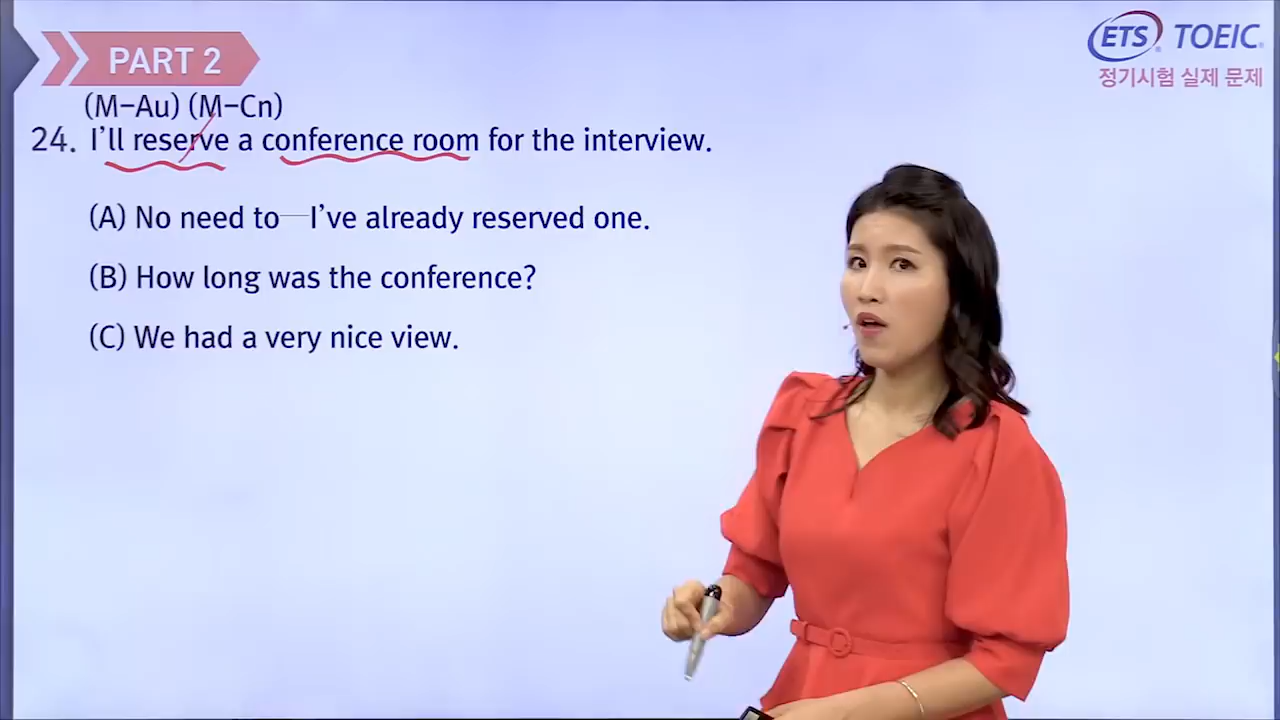 PART 2
ETS TOEIC
정기시험 실제 문제
(M-Au) (M-Cn)
24. I'll reserve a conference room for the interview.
(A) No need to—I've already reserved one.
(B) How long was the conference?
(C) We had a very nice view.